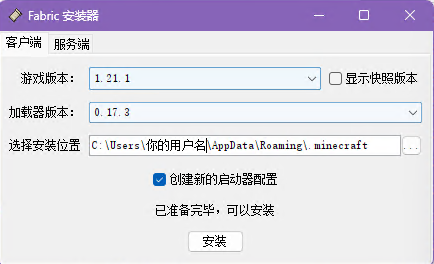 Fabric 安装器
客户端 服务端
游戏版本： 1.21.1 显示快照版本
加载器版本： 0.17.3
选择安装位置 C:\Users\你的用户名\AppData\Roaming\.minecraft ...
创建新的启动器配置
已准备完毕，可以安装
安装